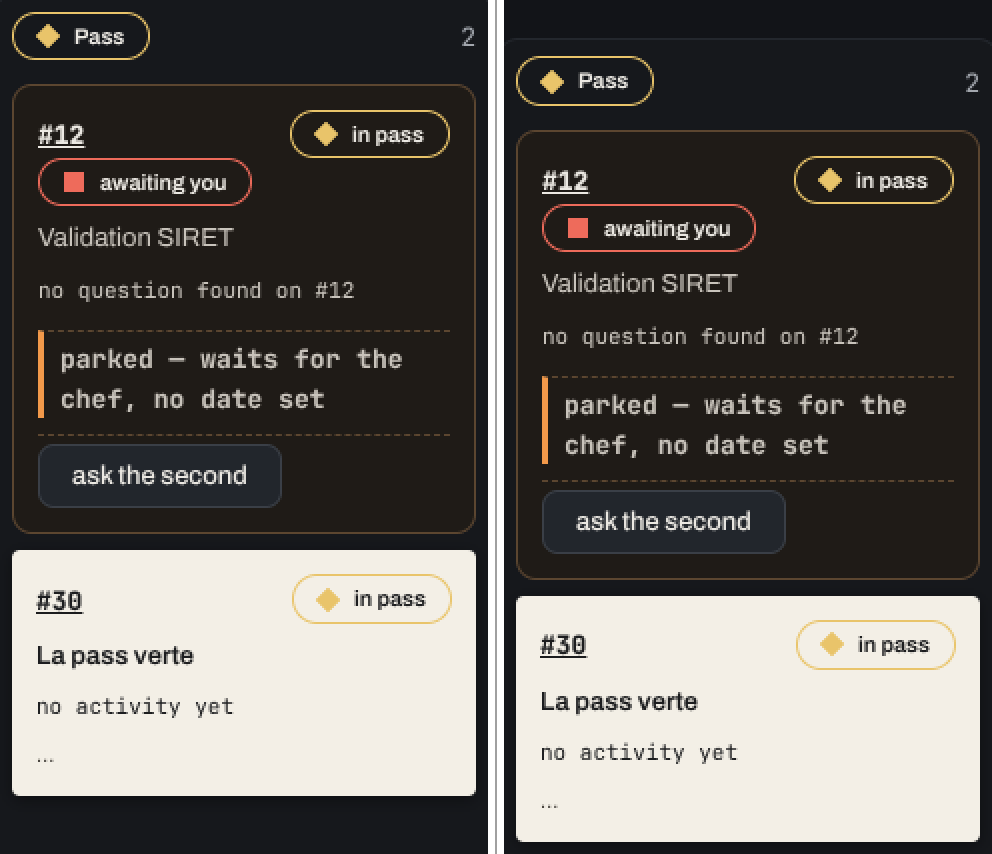 Pass
2
#12
in pass
awaiting you
Validation SIRET
no question found on #12
parked — waits for the
chef, no date set
ask the second
#30
in pass
La pass verte
no activity yet
...
Pass
2
#12
in pass
awaiting you
Validation SIRET
no question found on #12
parked — waits for the
chef, no date set
ask the second
#30
in pass
La pass verte
no activity yet
...